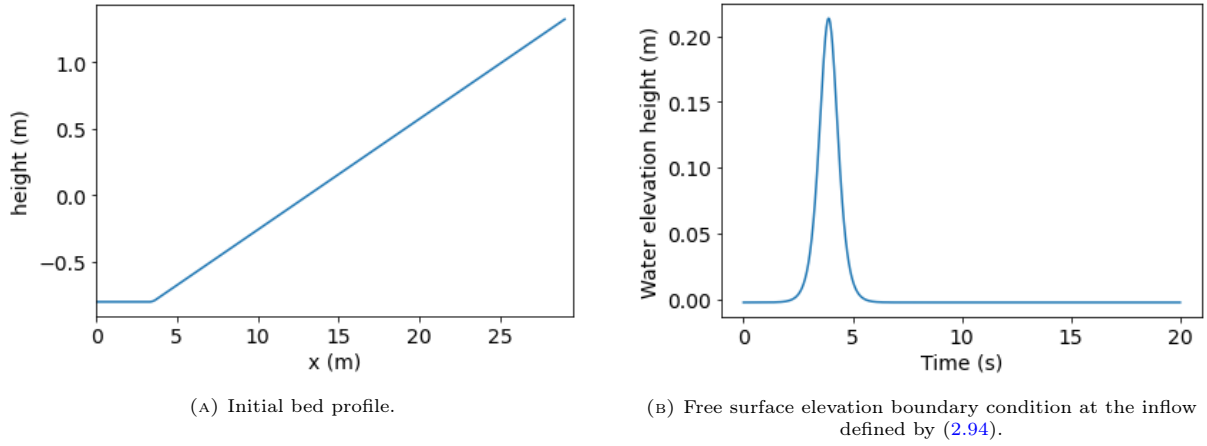 height (m)
1.0
0.5
0.0
−0.5
0
5
10
15
20
25
x (m)
(A) Initial bed profile.
Water elevation height (m)
0.20
0.15
0.10
0.05
0.00
0
5
10
15
20
Time (s)
(B) Free surface elevation boundary condition at the inflow
defined by (2.94).